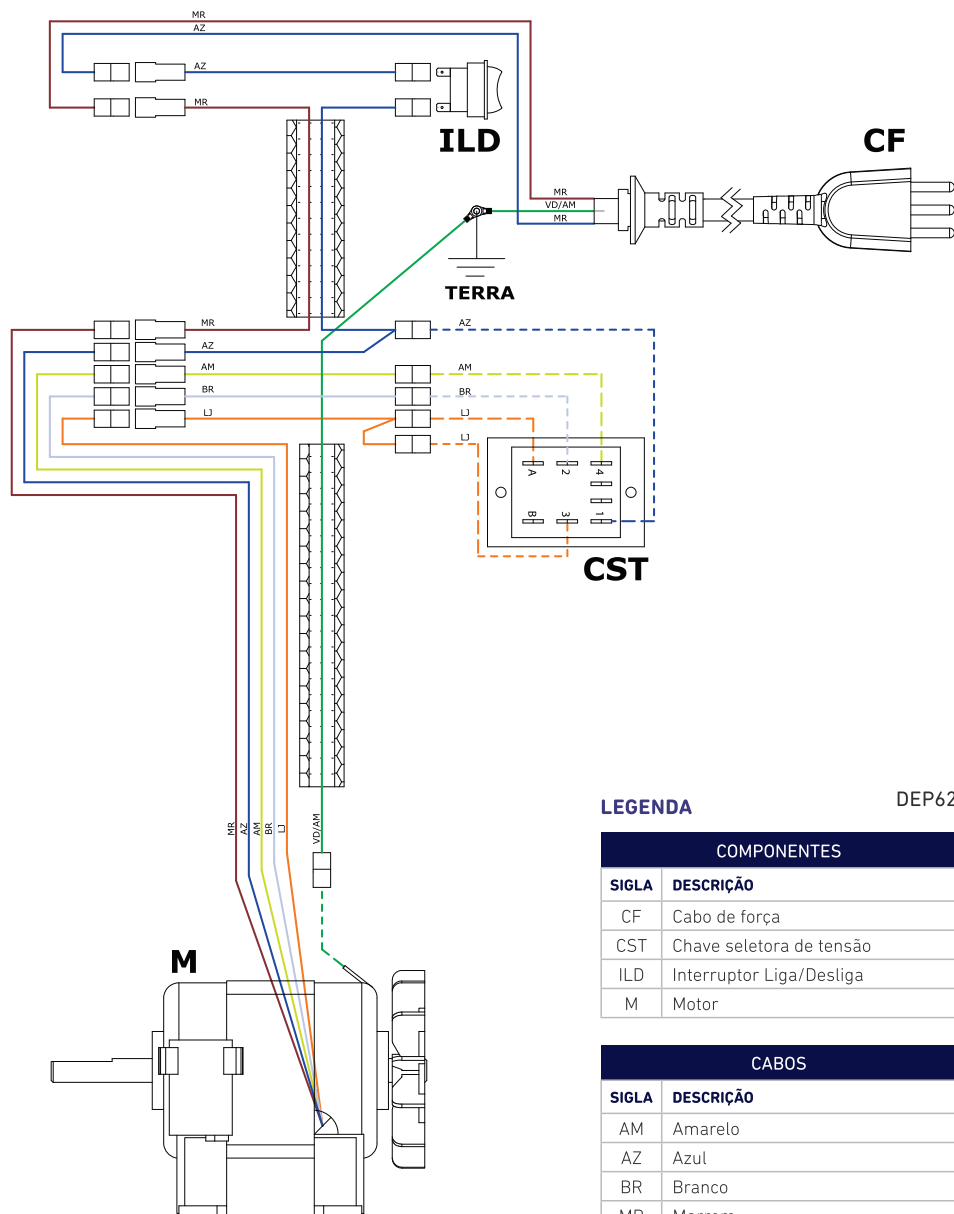 MR
AZ
AZ
MR
ILD
CF
MR
VD/AM
MR
TERRA
MR
AZ
AZ
AM
AM
BR
BR
LJ
LJ
LJ
A
2
4
B
3
1
CST
MR
AZ
AM
BR
LJ
VD/AM
M
LEGENDA
DEP62
COMPONENTES
SIGLA DESCRIÇÃO
CF Cabo de força
CST Chave seletora de tensão
ILD Interruptor Liga/Desliga
M Motor
CABOS
SIGLA DESCRIÇÃO
AM Amarelo
AZ Azul
BR Branco